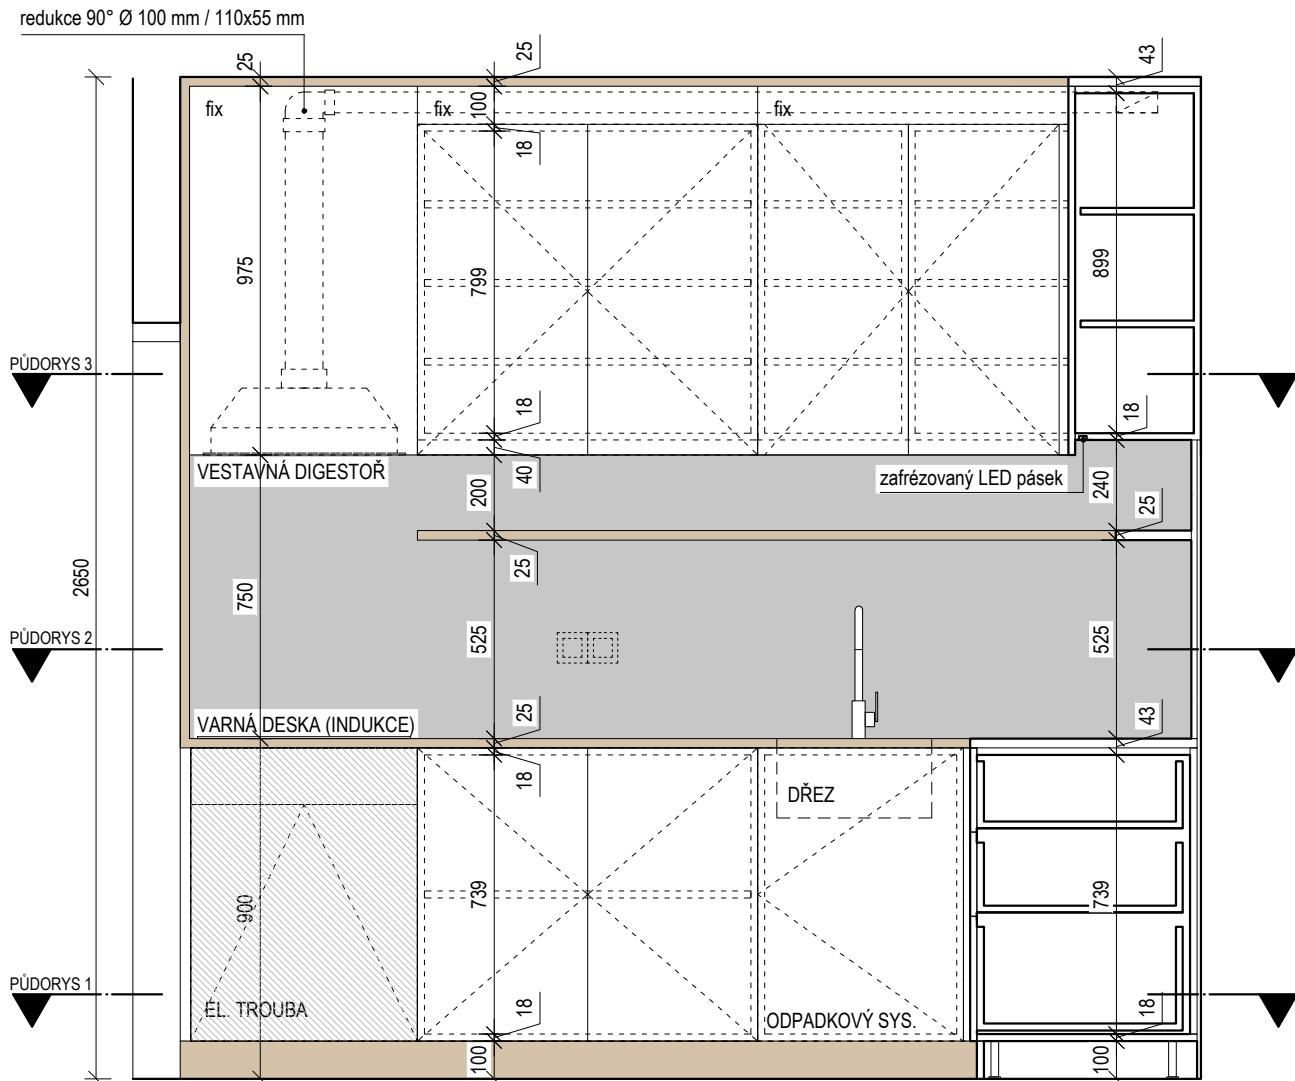 redukce 90° Ø 100 mm / 110x55 mm
25
25
43
fix
100
fix
fix
18
975
799
899
PŮDORYS 3
18
18
VESTAVNÁ DIGESTOŘ
40
zafrézovaný LED pásek
200
240
25
25
2650
750
525
525
PŮDORYS 2
25
43
VARNÁ DESKA (INDUKCE)
18
DŘEZ
900
739
739
PŮDORYS 1
EL. TROUBA
18
ODPADKOVÝ SYS.
18
100
100